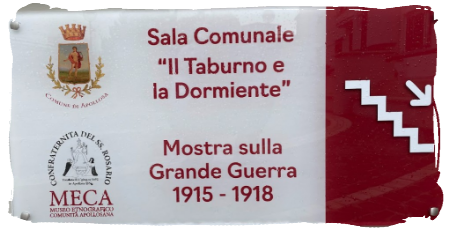 Sala Comunale
"Il Taburno e
la Dormiente"
COMUNE DI APOLLOSA
CONFRATERNITA DEL SS. ROSARIO
Mostra sulla
Grande Guerra
1915 - 1918
MECA
MUSEO ETNOGRAFICO
COMUNITÀ APOLLOSANA